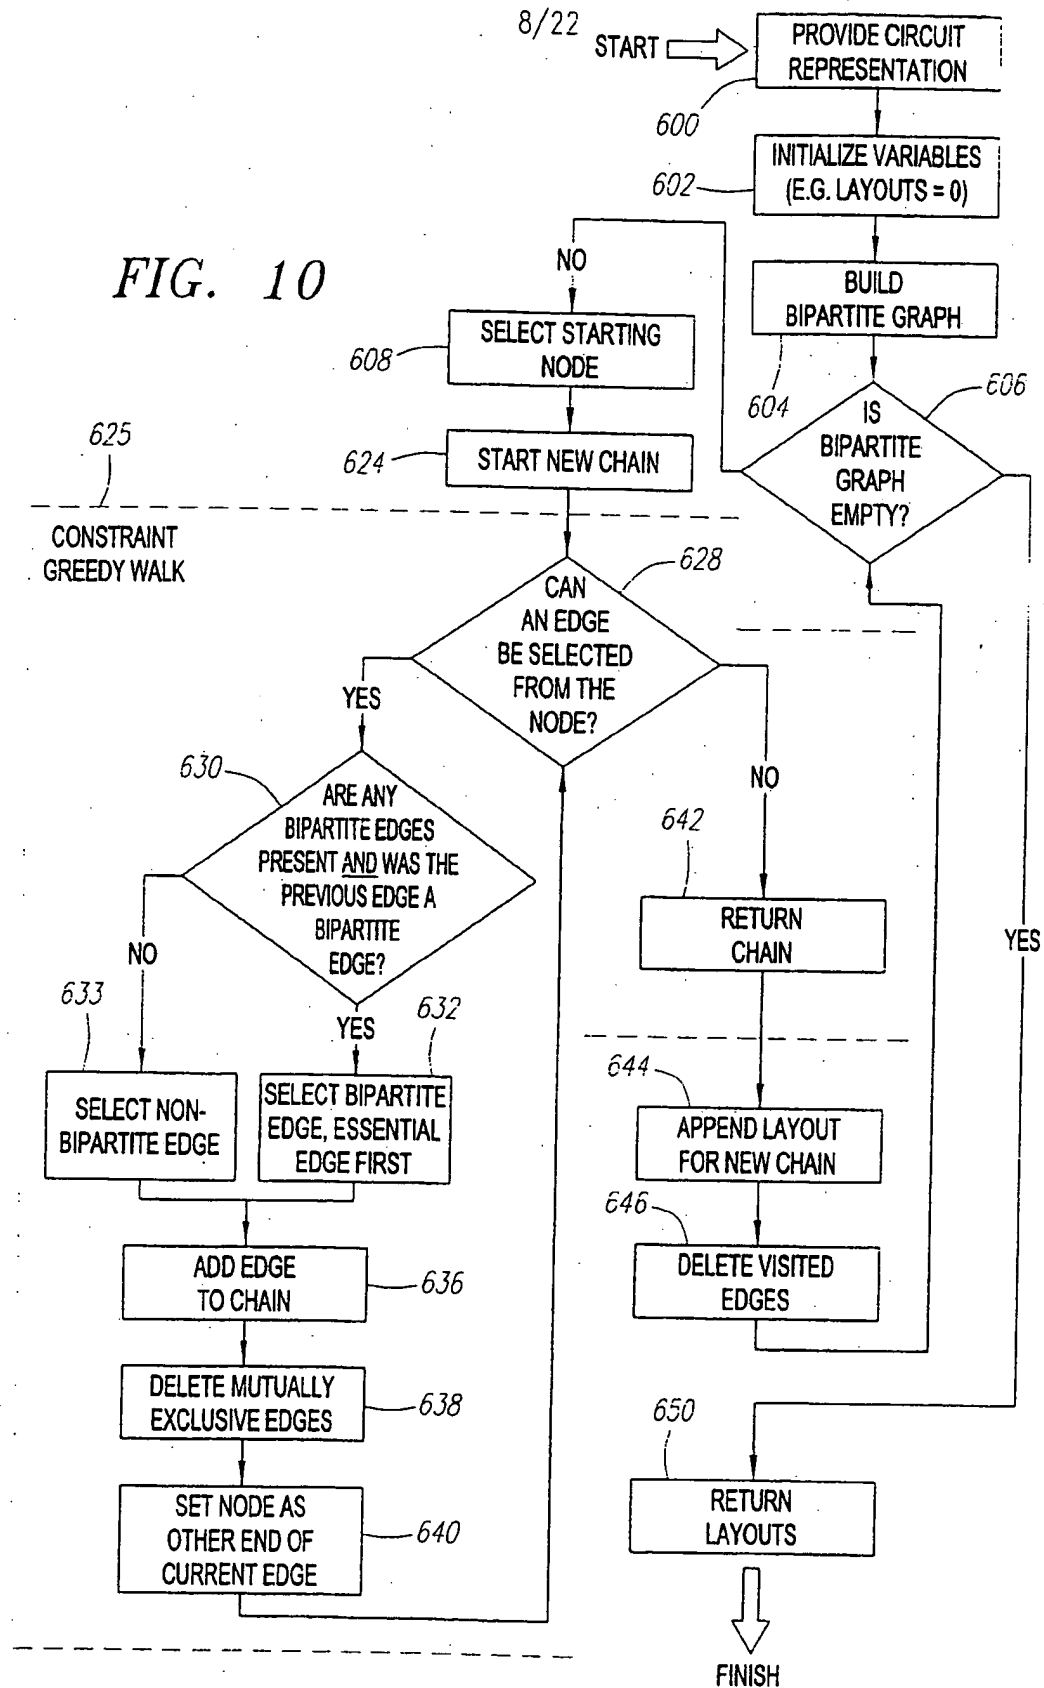 8/22
START
PROVIDE CIRCUIT
REPRESENTATION
600
INITIALIZE VARIABLES
(E.G. LAYOUTS = 0)
602
FIG. 10
NO
BUILD
BIPARTITE GRAPH
604
SELECT STARTING
NODE
608
606
IS
BIPARTITE
GRAPH
EMPTY?
START NEW CHAIN
624
625
CONSTRAINT
GREEDY WALK
628
CAN
AN EDGE
BE SELECTED
FROM THE
NODE?
YES
NO
630
ARE ANY
BIPARTITE EDGES
PRESENT AND WAS THE
PREVIOUS EDGE A
BIPARTITE
EDGE?
642
RETURN
CHAIN
YES
NO
YES
633
632
SELECT NON-
BIPARTITE EDGE
SELECT BIPARTITE
EDGE, ESSENTIAL
EDGE FIRST
644
APPEND LAYOUT
FOR NEW CHAIN
646
DELETE VISITED
EDGES
ADD EDGE
TO CHAIN
636
DELETE MUTUALLY
EXCLUSIVE EDGES
638
650
RETURN
LAYOUTS
SET NODE AS
OTHER END OF
CURRENT EDGE
640
FINISH